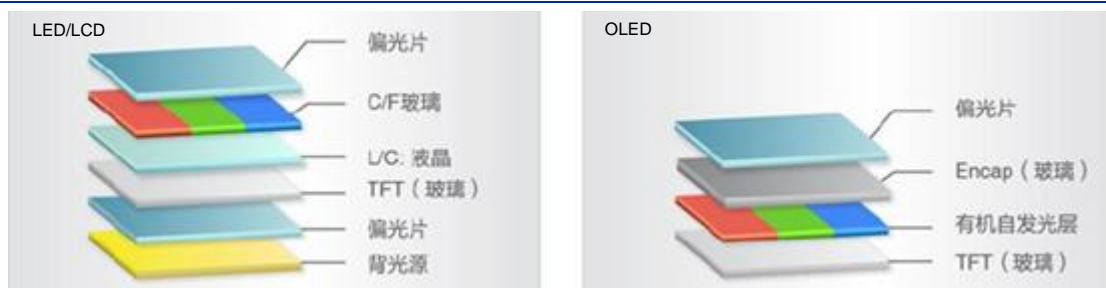 LED/LCD
偏光片
C/F玻璃
L/C: 液晶
TFT（玻璃）
偏光片
背光源
OLED
偏光片
Encap（玻璃）
有机自发光层
TFT（玻璃）